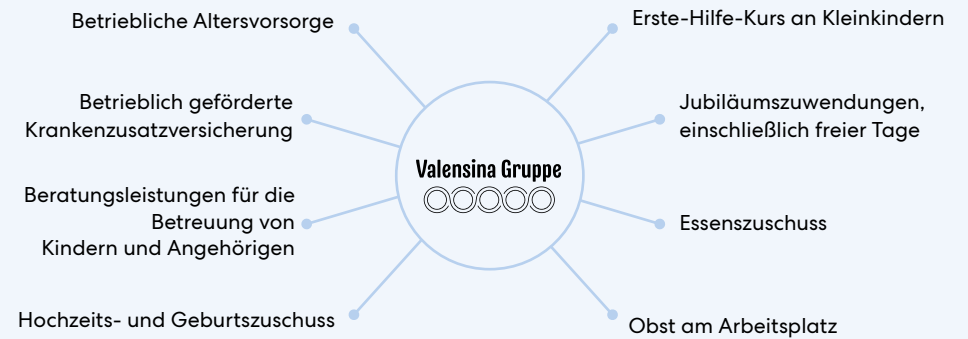 Betriebliche Altersvorsorge
Betrieblich geförderte
Krankenzusatzversicherung
Beratungsleistungen für die
Betreuung von
Kindern und Angehörigen
Hochzeits- und Geburtszuschuss
Valensina Gruppe
Erste-Hilfe-Kurs an Kleinkindern
Jubiläumszuwendungen,
einschließlich freier Tage
Essenszuschuss
Obst am Arbeitsplatz